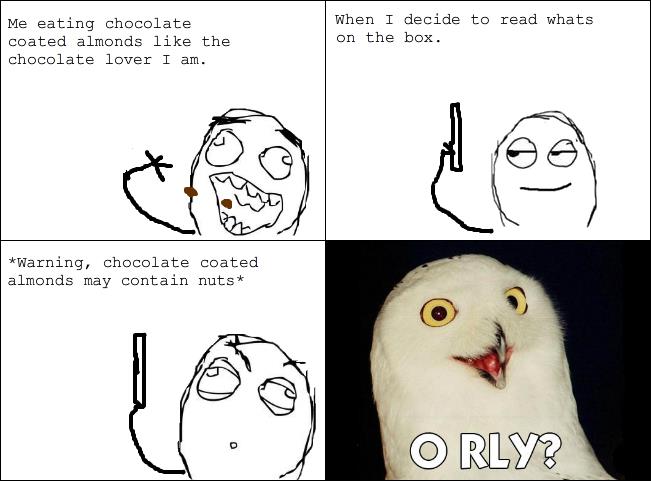 Me eating chocolate
coated almonds like the
chocolate lover I am.
When I decide to read whats
on the box.
*Warning, chocolate coated
almonds may contain nuts*
O RLY?